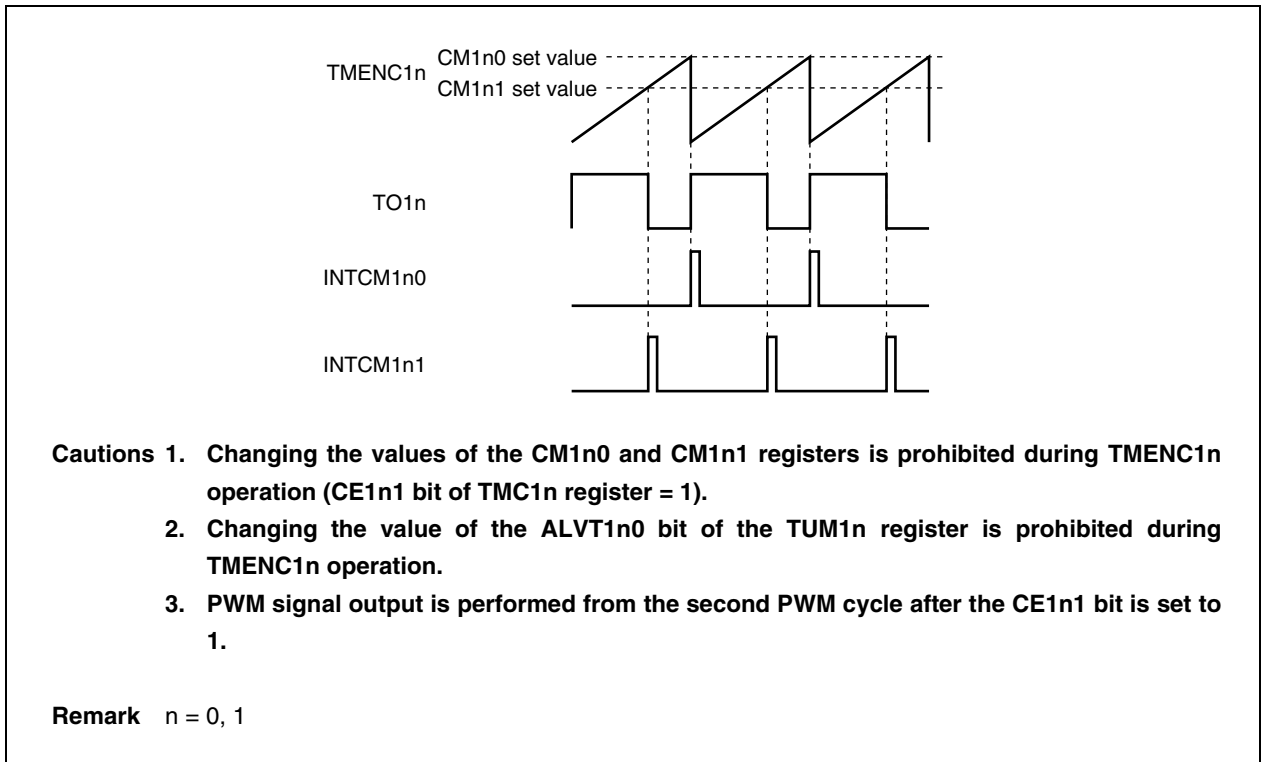 CM1n0 set value
TMENC1n
CM1n1 set value
TO1n
INTCM1n0
INTCM1n1
Cautions 1. Changing the values of the CM1n0 and CM1n1 registers is prohibited during TMENC1n
operation (CE1n1 bit of TMC1n register = 1).
2. Changing the value of the ALVT1n0 bit of the TUM1n register is prohibited during
TMENC1n operation.
3. PWM signal output is performed from the second PWM cycle after the CE1n1 bit is set to
1.
Remark n = 0, 1